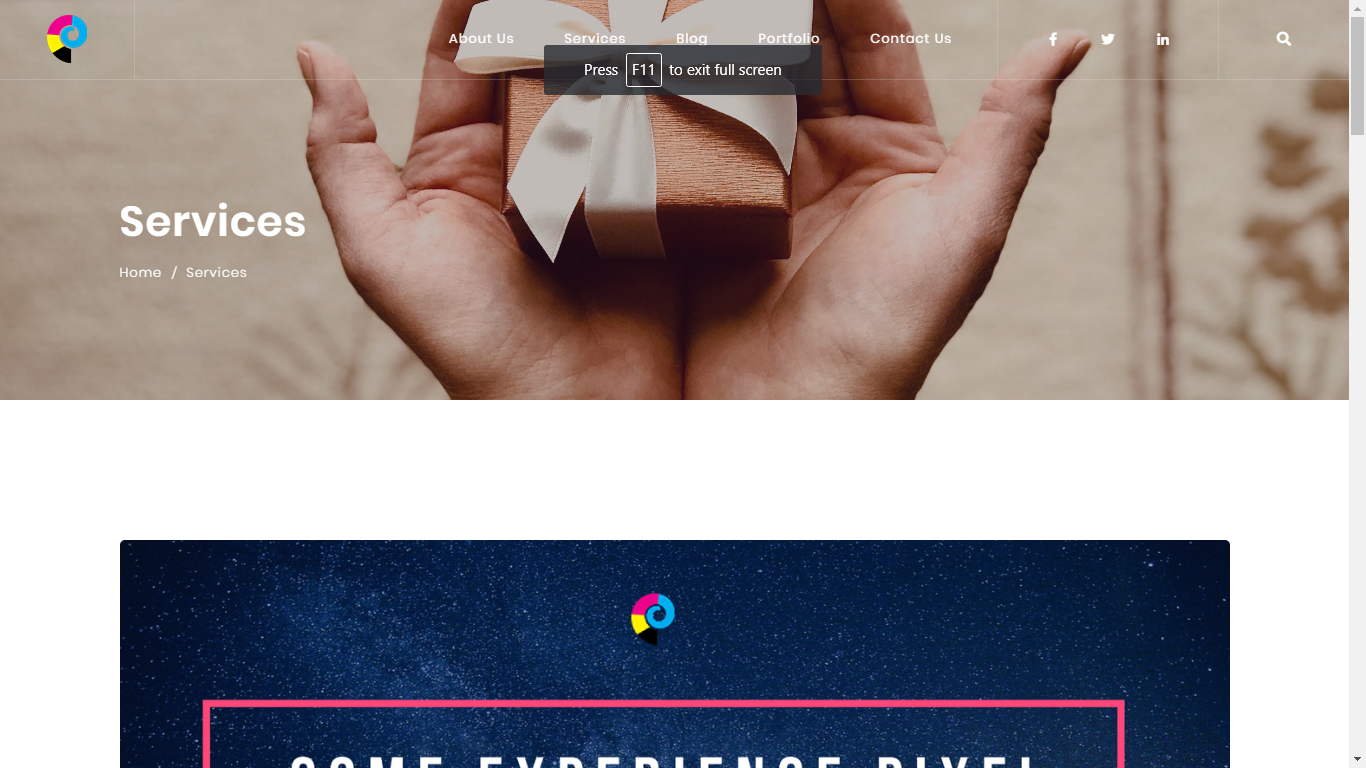 About Us Services Blog Portfolio Contact Us
Press F11 to exit full screen
Services
Home / Services
COME EXPERIENCE PIXEL